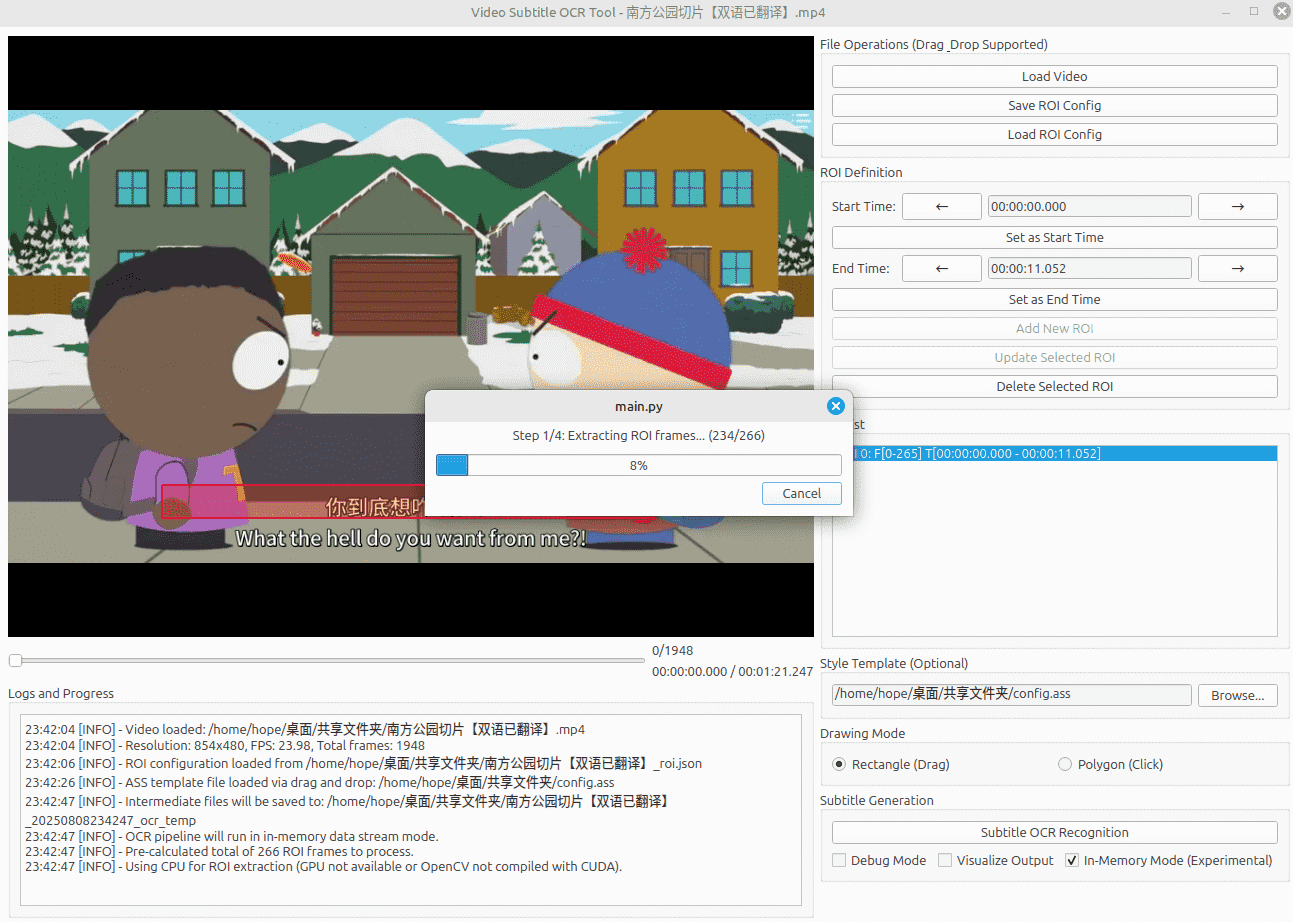 Video Subtitle OCR Tool - 南方公园切片【双语已翻译】.mp4
File Operations (Drag _Drop Supported)
Load Video
Save ROI Config
Load ROI Config
ROI Definition
Start Time:
←
00:00:00.000
→
Set as Start Time
End Time:
←
00:00:11.052
→
Set as End Time
Add New ROI
Update Selected ROI
Delete Selected ROI
st
0: F[0-265] T[00:00:00.000 - 00:00:11.052]
main.py
Step 1/4: Extracting ROI frames... (234/266)
8%
Cancel
你到底想咋
What the hell do you want from me?!
0/1948
00:00:00.000 / 00:01:21.247
Style Template (Optional)
/home/hope/桌面/共享文件夹/config.ass
Browse...
Drawing Mode
Rectangle (Drag)
Polygon (Click)
Subtitle Generation
Subtitle OCR Recognition
Debug Mode
Visualize Output
In-Memory Mode (Experimental)
Logs and Progress
23:42:04 [INFO] - Video loaded: /home/hope/桌面/共享文件夹/南方公园切片【双语已翻译】.mp4
23:42:04 [INFO] - Resolution: 854x480, FPS: 23.98, Total frames: 1948
23:42:06 [INFO] - ROI configuration loaded from /home/hope/桌面/共享文件夹/南方公园切片【双语已翻译】_roi.json
23:42:26 [INFO] - ASS template file loaded via drag and drop: /home/hope/桌面/共享文件夹/config.ass
23:42:47 [INFO] - Intermediate files will be saved to: /home/hope/桌面/共享文件夹/南方公园切片【双语已翻译】
_20250808234247_ocr_temp
23:42:47 [INFO] - OCR pipeline will run in in-memory data stream mode.
23:42:47 [INFO] - Pre-calculated total of 266 ROI frames to process.
23:42:47 [INFO] - Using CPU for ROI extraction (GPU not available or OpenCV not compiled with CUDA).